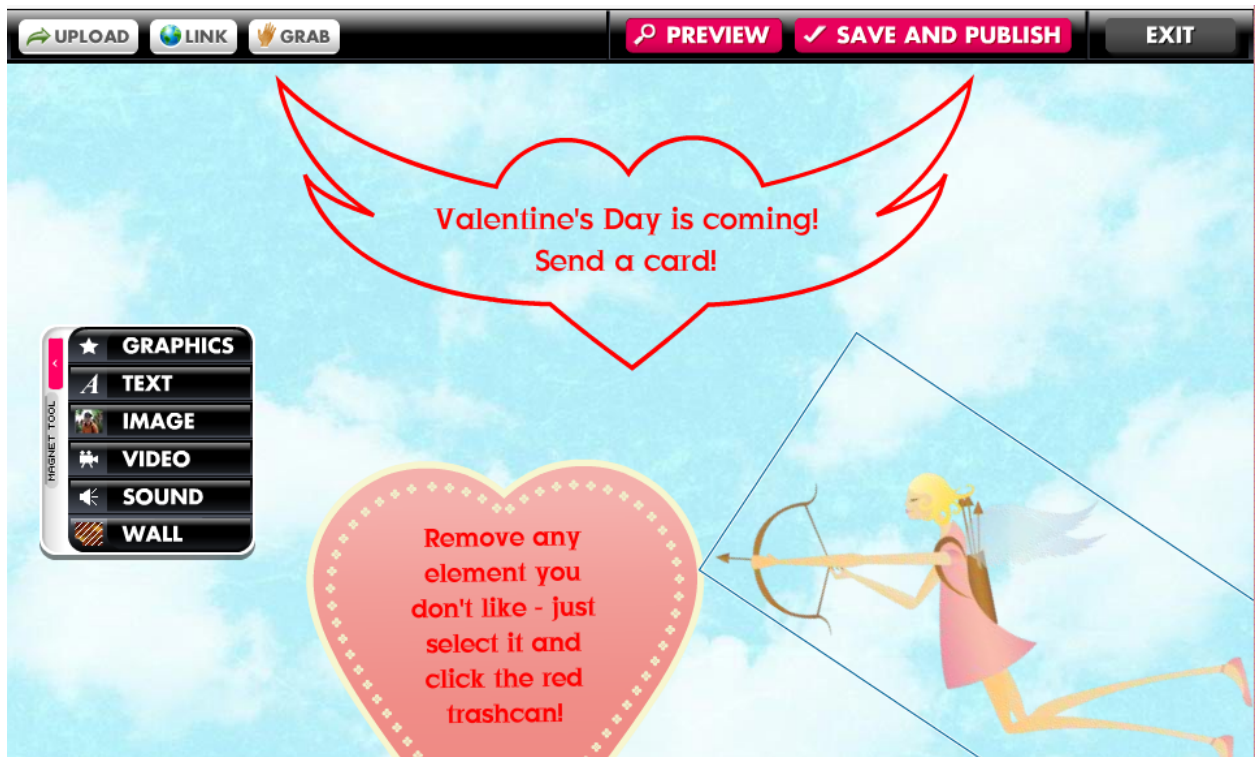 UPLOAD LINK GRAB PREVIEW SAVE AND PUBLISH EXIT
Valentine's Day is coming!
Send a card!
GRAPHICS
A TEXT
IMAGE
VIDEO
SOUND
WALL
MAGNET TOOL
Remove any
element you
don't like - just
select it and
click the red
trashcan!